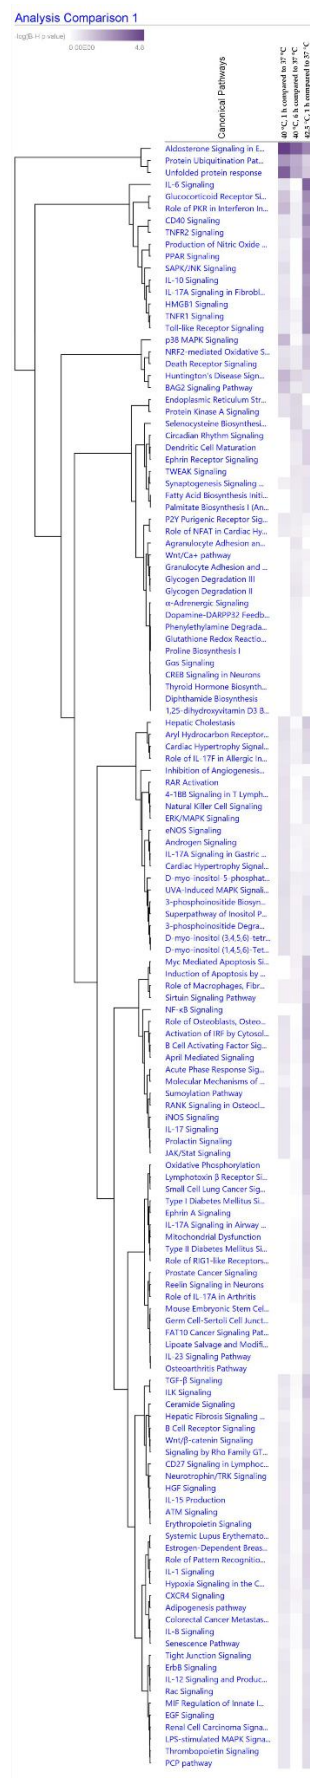 Analysis Comparison 1
-log(B-H p-value)
0.00E00 4.8
Canonical Pathways
40 °C, 1 h compared to 37 °C
40 °C, 6 h compared to 37 °C
42.5 °C, 1 h compared to 37 °C
Aldosterone Signaling in E...
Protein Ubiquitination Pat...
Unfolded protein response
IL-6 Signaling
Glucocorticoid Receptor Si...
Role of PKR in Interferon In...
CD40 Signaling
TNFR2 Signaling
Production of Nitric Oxide ...
PPAR Signaling
SAPK/JNK Signaling
IL-10 Signaling
IL-17A Signaling in Fibrobl...
HMGB1 Signaling
TNFR1 Signaling
Toll-like Receptor Signaling
p38 MAPK Signaling
NRF2-mediated Oxidative S...
Death Receptor Signaling
Huntington's Disease Sign...
BAG2 Signaling Pathway
Endoplasmic Reticulum Str...
Protein Kinase A Signaling
Selenocysteine Biosynthesi...
Circadian Rhythm Signaling
Dendritic Cell Maturation
Ephrin Receptor Signaling
TWEAK Signaling
Synaptogenesis Signaling ...
Fatty Acid Biosynthesis Initi...
Palmitate Biosynthesis I (An...
P2Y Purigenic Receptor Sig...
Role of NFAT in Cardiac Hy...
Agranulocyte Adhesion an...
Wnt/Ca+ pathway
Granulocyte Adhesion and ...
Glycogen Degradation III
Glycogen Degradation II
α-Adrenergic Signaling
Dopamine-DARPP32 Feedb...
Phenylethylamine Degrada...
Glutathione Redox Reactio...
Proline Biosynthesis I
Gαs Signaling
CREB Signaling in Neurons
Thyroid Hormone Biosynth...
Diphthamide Biosynthesis
1,25-dihydroxyvitamin D3 B...
Hepatic Cholestasis
Aryl Hydrocarbon Receptor...
Cardiac Hypertrophy Signal...
Role of IL-17F in Allergic In...
Inhibition of Angiogenesis...
RAR Activation
4-1BB Signaling in T Lymph...
Natural Killer Cell Signaling
ERK/MAPK Signaling
eNOS Signaling
Androgen Signaling
IL-17A Signaling in Gastric ...
Cardiac Hypertrophy Signal...
D-myo-inositol-5-phosphat...
UVA-Induced MAPK Signali...
3-phosphoinositide Biosyn...
Superpathway of Inositol P...
3-phosphoinositide Degra...
D-myo-inositol (3,4,5,6)-tetr...
D-myo-inositol (1,4,5,6)-Tet...
Myc Mediated Apoptosis Si...
Induction of Apoptosis by ...
Role of Macrophages, Fibr...
Sirtuin Signaling Pathway
NF-κB Signaling
Role of Osteoblasts, Osteo...
Activation of IRF by Cytosol...
B Cell Activating Factor Sig...
April Mediated Signaling
Acute Phase Response Sig...
Molecular Mechanisms of ...
Sumoylation Pathway
RANK Signaling in Osteocl...
iNOS Signaling
IL-17 Signaling
Prolactin Signaling
JAK/Stat Signaling
Oxidative Phosphorylation
Lymphotoxin β Receptor Si...
Small Cell Lung Cancer Sig...
Type I Diabetes Mellitus Si...
Ephrin A Signaling
IL-17A Signaling in Airway ...
Mitochondrial Dysfunction
Type II Diabetes Mellitus Si...
Role of RIG1-like Receptors...
Prostate Cancer Signaling
Reelin Signaling in Neurons
Role of IL-17A in Arthritis
Mouse Embryonic Stem Cel...
Germ Cell-Sertoli Cell Junct...
FAT10 Cancer Signaling Pat...
Lipoate Salvage and Modifi...
IL-23 Signaling Pathway
Osteoarthritis Pathway
TGF-β Signaling
ILK Signaling
Ceramide Signaling
Hepatic Fibrosis Signaling ...
B Cell Receptor Signaling
Wnt/β-catenin Signaling
Signaling by Rho Family GT...
CD27 Signaling in Lymphoc...
Neurotrophin/TRK Signaling
HGF Signaling
IL-15 Production
ATM Signaling
Erythropoietin Signaling
Systemic Lupus Erythemato...
Estrogen-Dependent Breas...
Role of Pattern Recognitio...
IL-1 Signaling
Hypoxia Signaling in the C...
CXCR4 Signaling
Adipogenesis pathway
Colorectal Cancer Metastas...
IL-8 Signaling
Senescence Pathway
Tight Junction Signaling
ErbB Signaling
IL-12 Signaling and Produc...
Rac Signaling
MIF Regulation of Innate I...
EGF Signaling
Renal Cell Carcinoma Signa...
LPS-stimulated MAPK Signa...
Thrombopoietin Signaling
PCP pathway